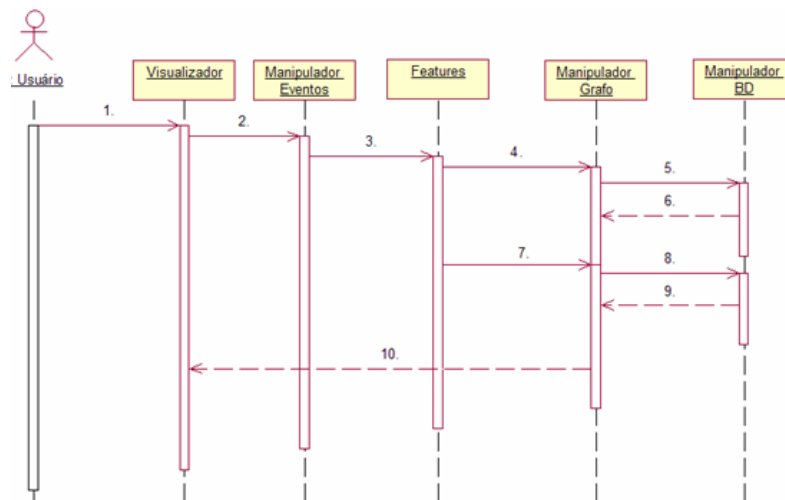 : Usuário
Visualizador
Manipulador
Eventos
Features
Manipulador
Grafo
Manipulador
BD
1.
2.
3.
4.
5.
6.
7.
8.
9.
10.